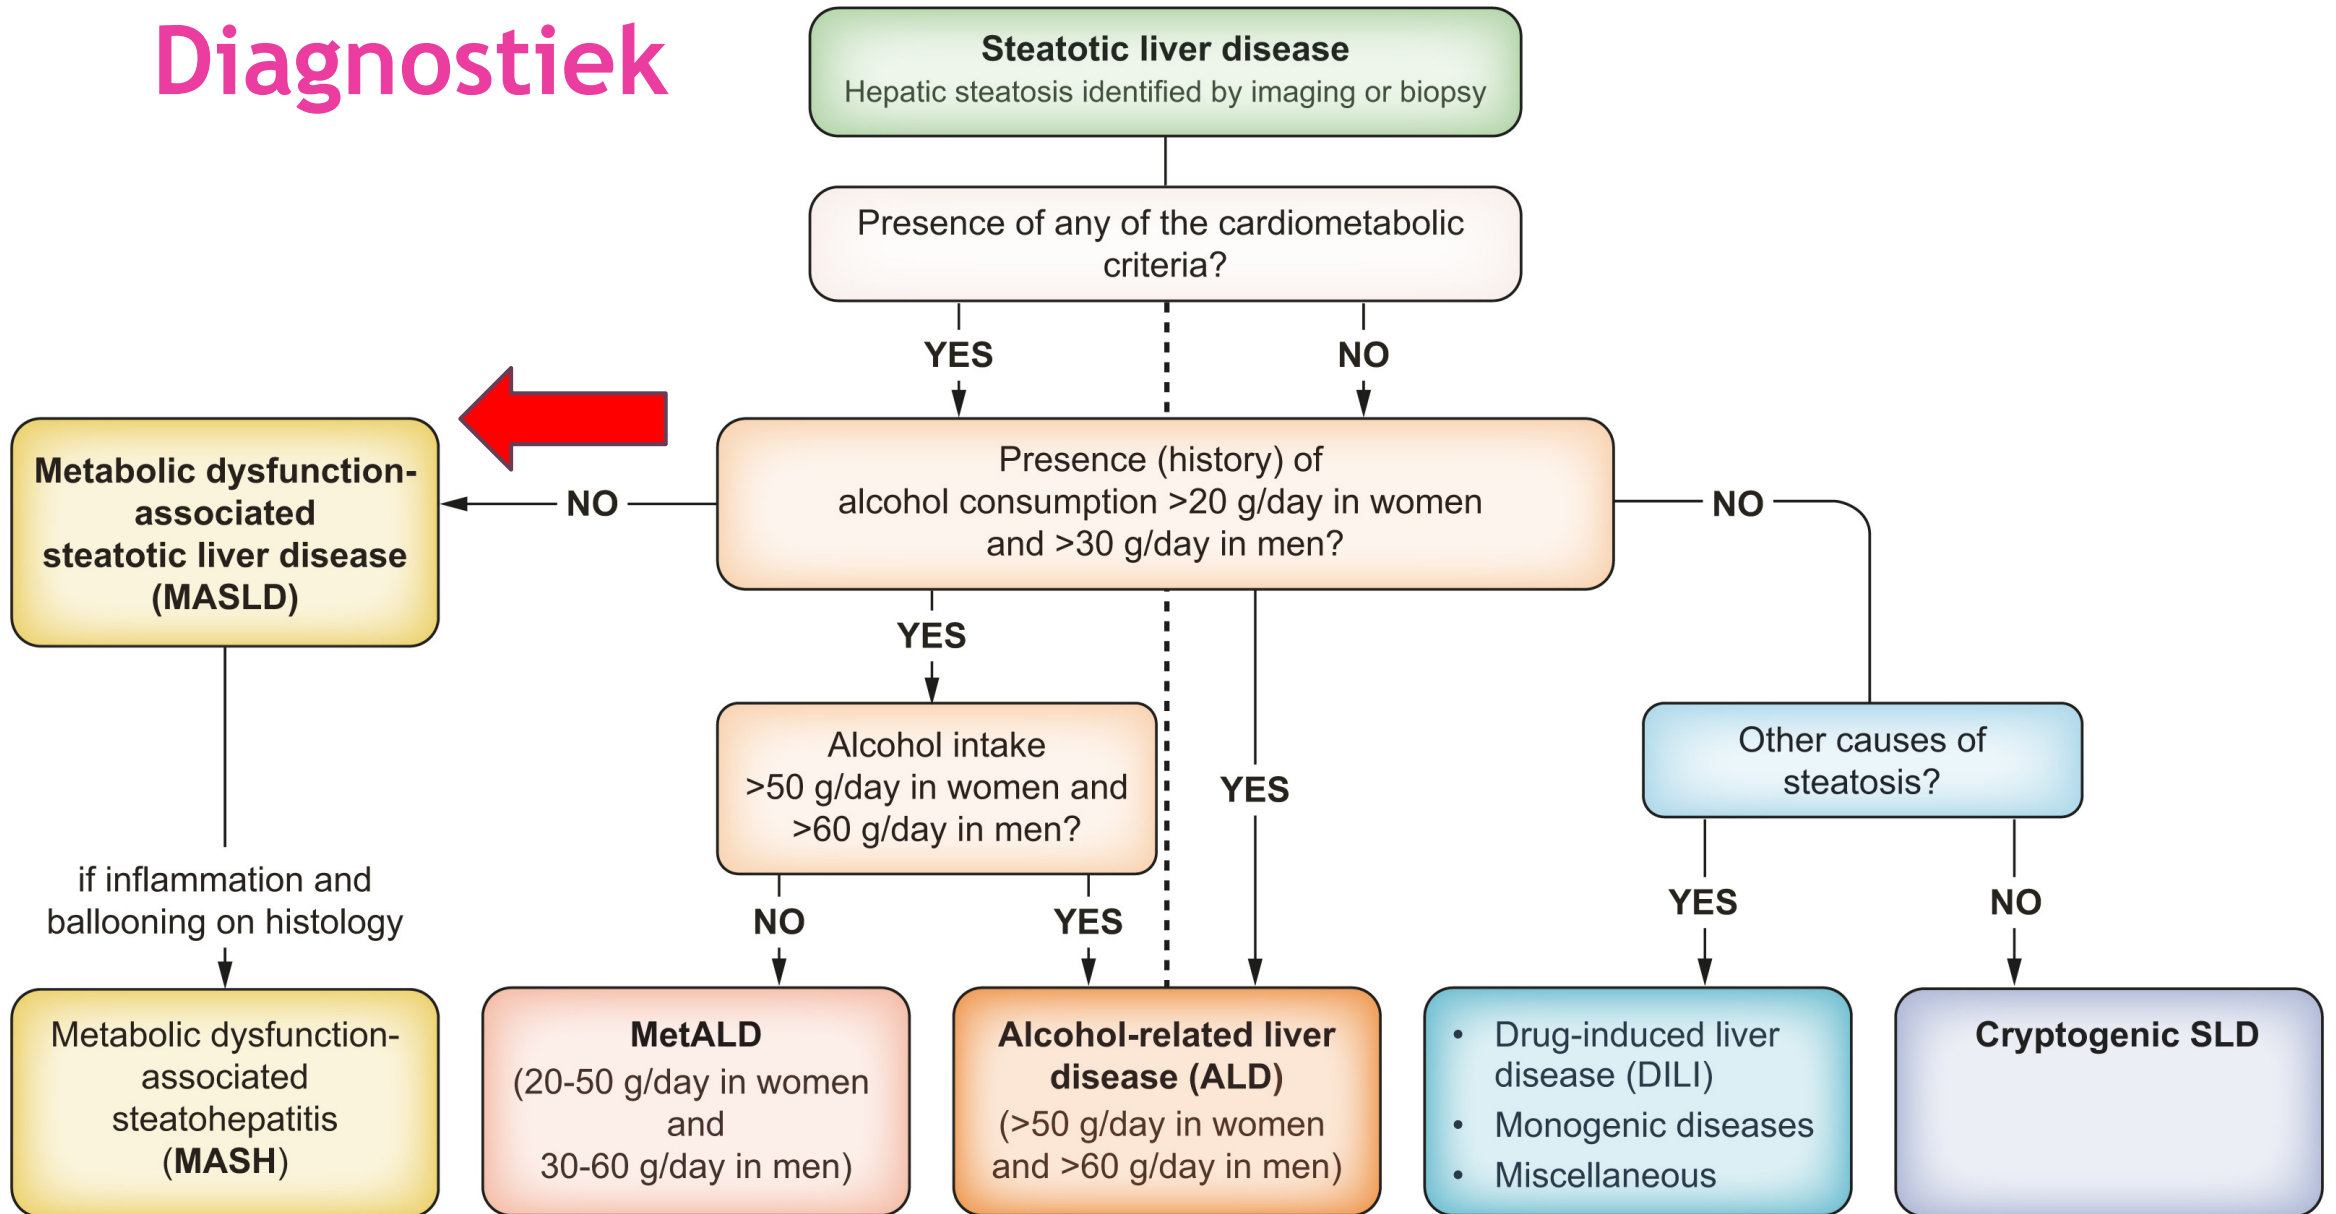 Diagnostiek
Steatotic liver disease
Hepatic steatosis identified by imaging or biopsy
Presence of any of the cardiometabolic
criteria?
YES
NO
Metabolic dysfunction-
associated
steatotic liver disease
(MASLD)
NO
Presence (history) of
alcohol consumption >20 g/day in women
and >30 g/day in men?
NO
YES
Alcohol intake
>50 g/day in women and
>60 g/day in men?
YES
Other causes of
steatosis?
if inflammation and
ballooning on histology
NO
YES
YES
NO
Metabolic dysfunction-
associated
steatohepatitis
(MASH)
MetALD
(20-50 g/day in women
and
30-60 g/day in men)
Alcohol-related liver
disease (ALD)
(>50 g/day in women
and >60 g/day in men)
• Drug-induced liver
disease (DILI)
• Monogenic diseases
• Miscellaneous
Cryptogenic SLD